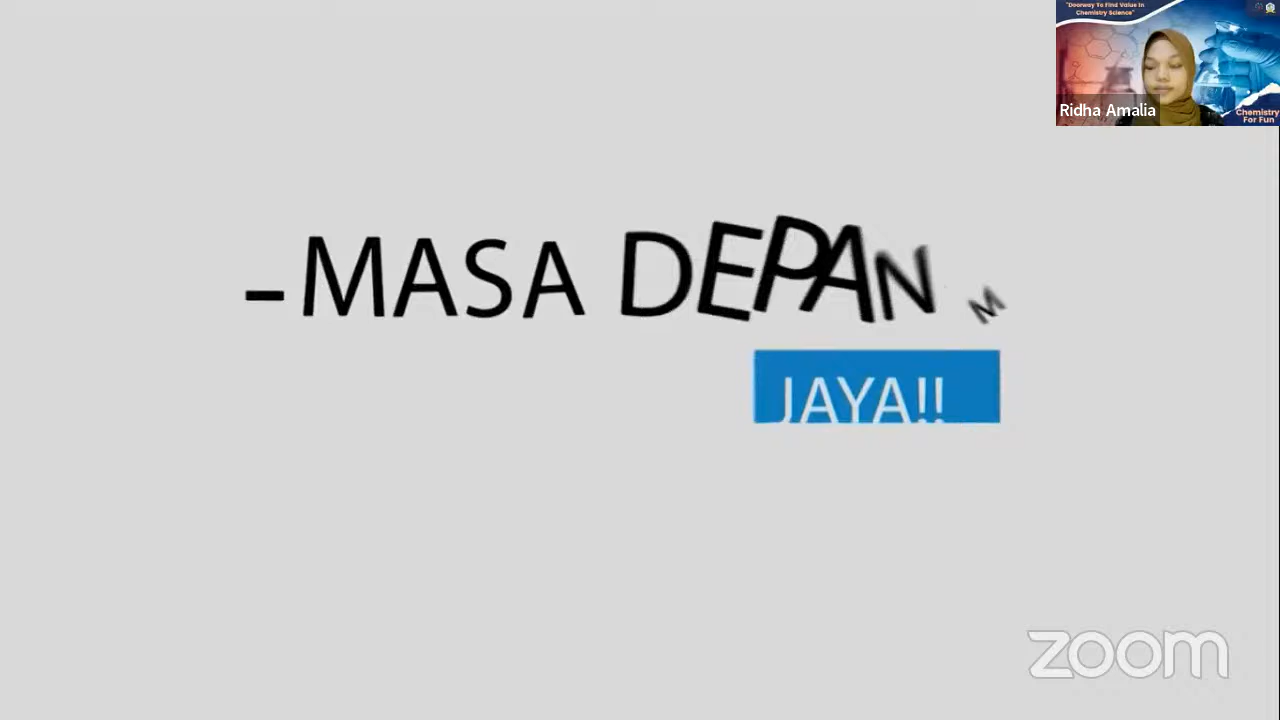 "Doorway To Find Value In
Chemistry Science"
Ridha Amalia
Chemistry
For Fun
-MASA DEPAN M
JAYA!!
zoom